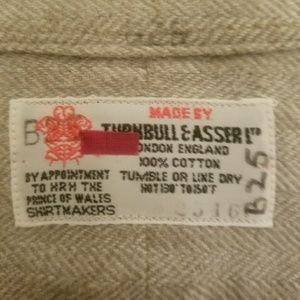 MADE BY
TURNBULL & ASSER LTD
LONDON ENGLAND
100% COTTON
BY APPOINTMENT
TO HRH THE
PRINCE OF WALES
SHIRTMAKERS
TUMBLE OR LINE DRY
HOT 130° TO 150°F
B25